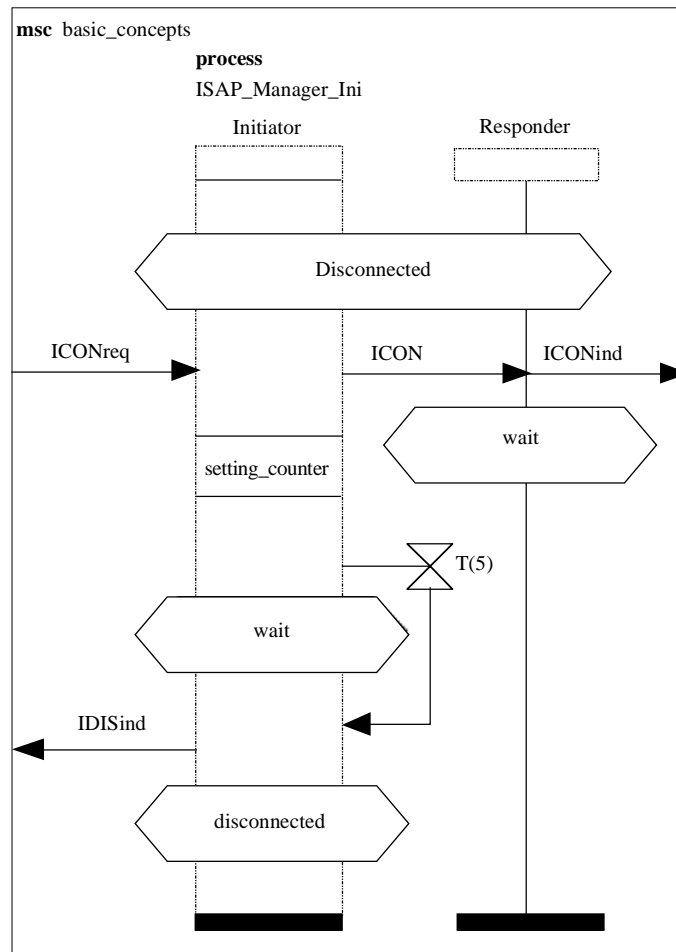 msc basic_concepts
process
ISAP_Manager_Ini
Initiator
Responder
Disconnected
ICONreq
ICON
ICONind
wait
setting_counter
T(5)
wait
IDISind
disconnected